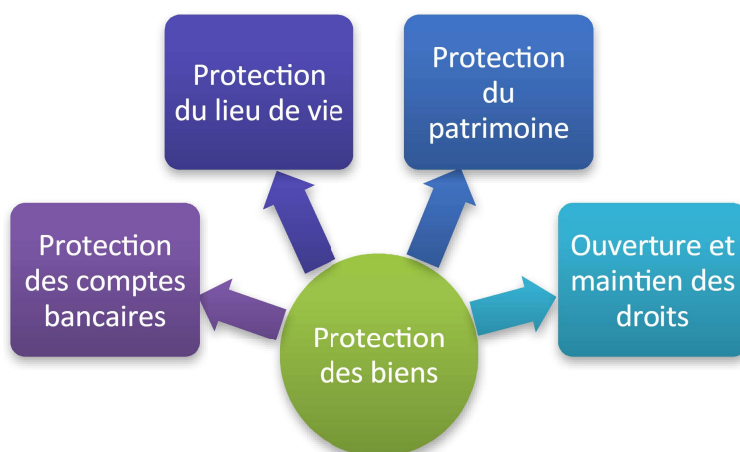 Protection
du lieu de vie
Protection
du
patrimoine
Protection
des comptes
bancaires
Ouverture et
maintien des
droits
Protection
des biens